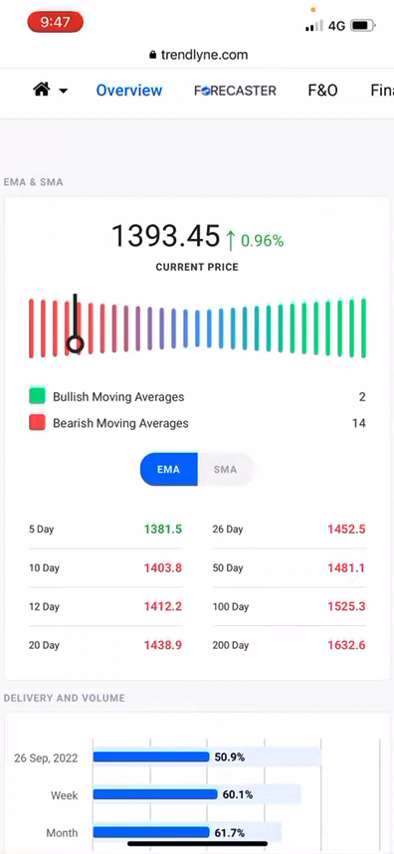 9:47
4G
trendlyne.com
Overview FORECASTER F&O Fin
EMA & SMA
1393.45 ↑ 0.96%
CURRENT PRICE
Bullish Moving Averages 2
Bearish Moving Averages 14
EMA SMA
5 Day 1381.5 26 Day 1452.5
10 Day 1403.8 50 Day 1481.1
12 Day 1412.2 100 Day 1525.3
20 Day 1438.9 200 Day 1632.6
DELIVERY AND VOLUME
26 Sep, 2022 50.9%
Week 60.1%
Month 61.7%